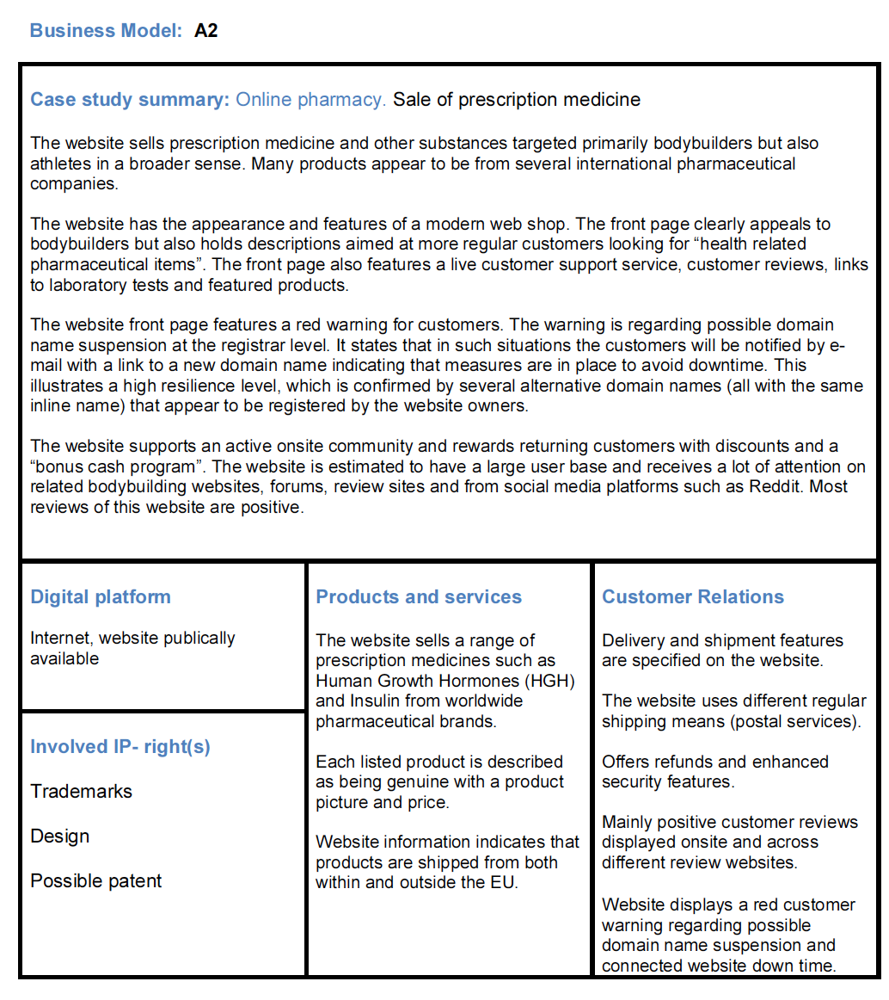 Business Model: A2
Case study summary: Online pharmacy. Sale of prescription medicine
The website sells prescription medicine and other substances targeted primarily bodybuilders but also
athletes in a broader sense. Many products appear to be from several international pharmaceutical
companies.
The website has the appearance and features of a modern web shop. The front page clearly appeals to
bodybuilders but also holds descriptions aimed at more regular customers looking for “health related
pharmaceutical items”. The front page also features a live customer support service, customer reviews, links
to laboratory tests and featured products.
The website front page features a red warning for customers. The warning is regarding possible domain
name suspension at the registrar level. It states that in such situations the customers will be notified by e-
mail with a link to a new domain name indicating that measures are in place to avoid downtime. This
illustrates a high resilience level, which is confirmed by several alternative domain names (all with the same
inline name) that appear to be registered by the website owners.
The website supports an active onsite community and rewards returning customers with discounts and a
“bonus cash program”. The website is estimated to have a large user base and receives a lot of attention on
related bodybuilding websites, forums, review sites and from social media platforms such as Reddit. Most
reviews of this website are positive.
Digital platform
Internet, website publically
available
Involved IP- right(s)
Trademarks
Design
Possible patent
Products and services
The website sells a range of
prescription medicines such as
Human Growth Hormones (HGH)
and Insulin from worldwide
pharmaceutical brands.
Each listed product is described
as being genuine with a product
picture and price.
Website information indicates that
products are shipped from both
within and outside the EU.
Customer Relations
Delivery and shipment features
are specified on the website.
The website uses different regular
shipping means (postal services).
Offers refunds and enhanced
security features.
Mainly positive customer reviews
displayed onsite and across
different review websites.
Website displays a red customer
warning regarding possible
domain name suspension and
connected website down time.